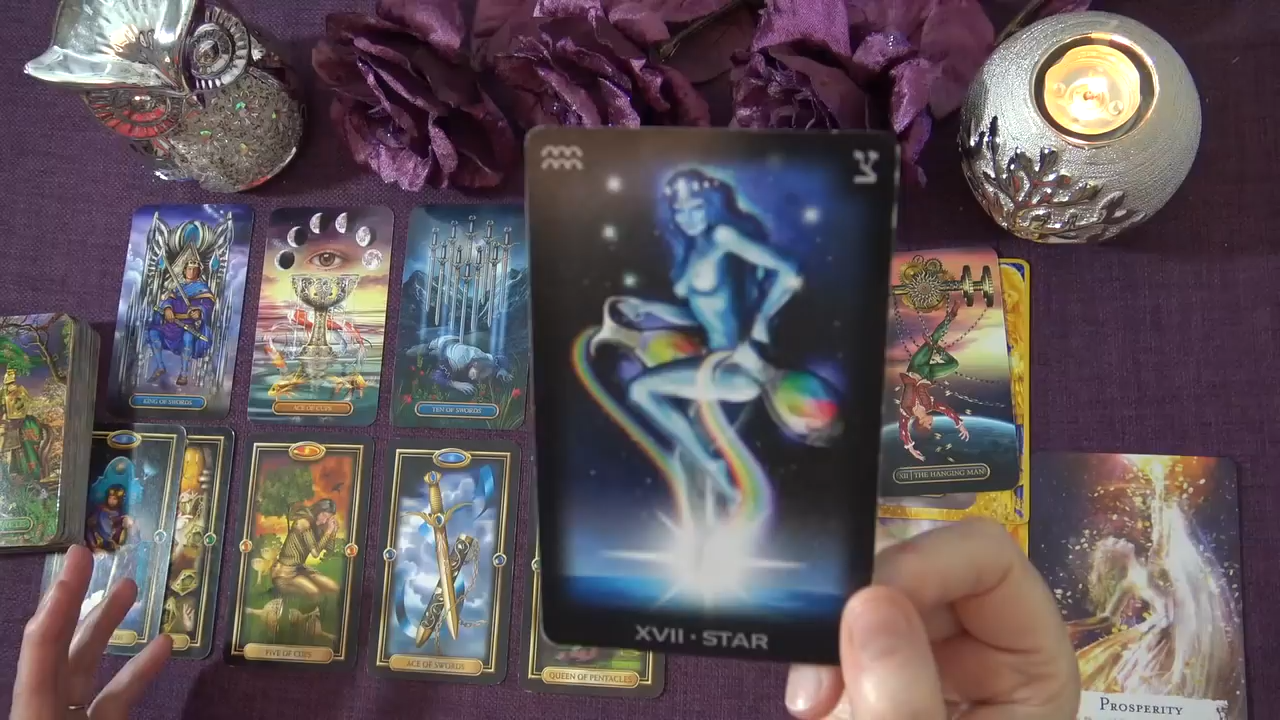 KING OF SWORDS
ACE OF CUPS
TEN OF SWORDS
XII | THE HANGING MAN
FIVE OF CUPS
ACE OF SWORDS
QUEEN OF PENTACLES
XVII • STAR
PROSPERITY